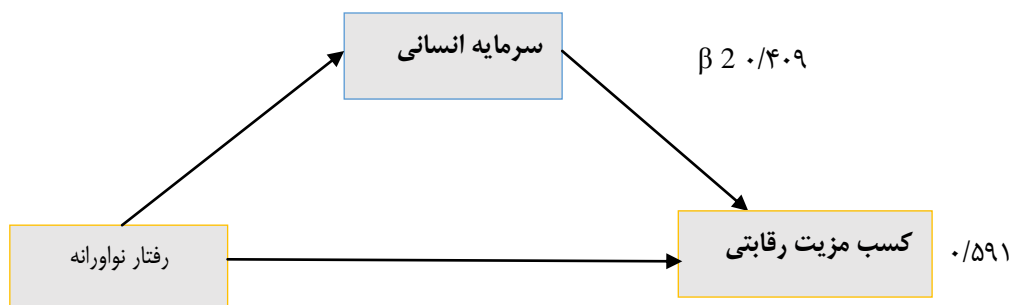 سرمایه انسانی
β 2 ۰/۴۰۹
رفتار نواورانه
کسب مزیت رقابتی
۰/۵۹۱